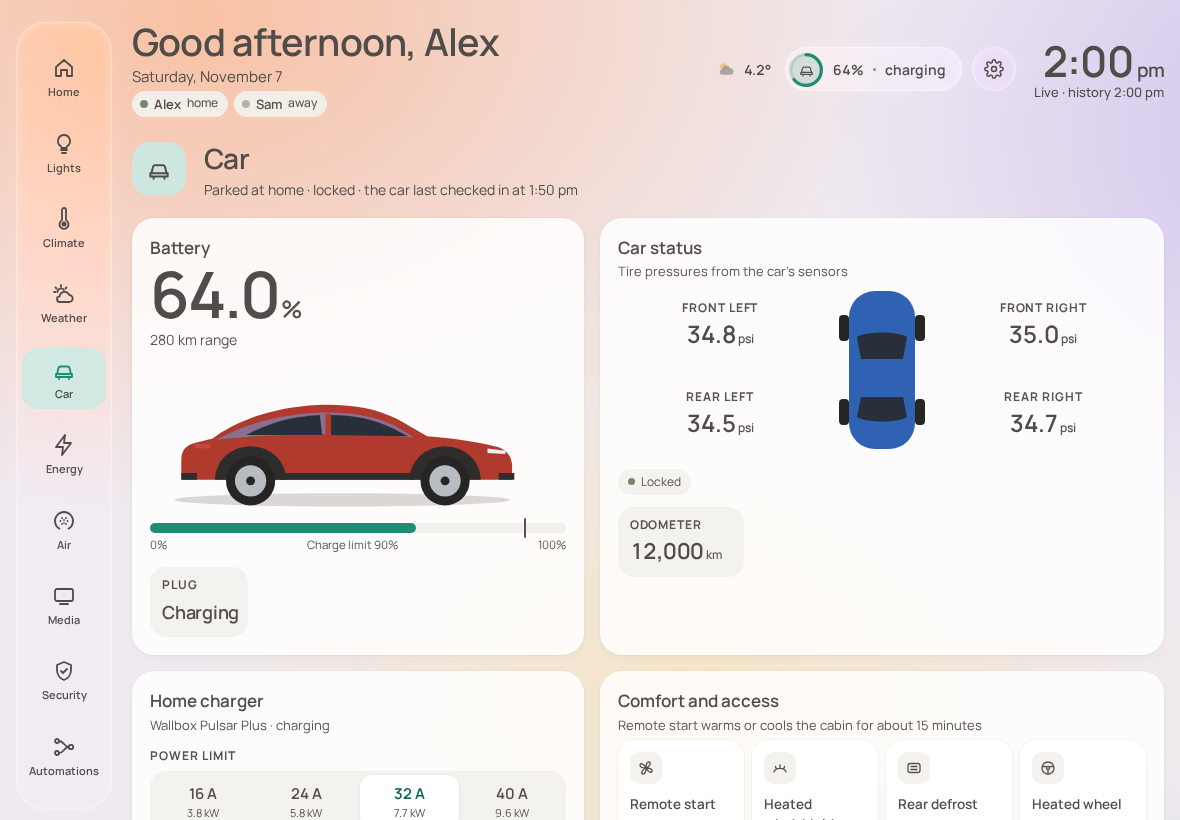 Good afternoon, Alex
Saturday, November 7
Alex home
Sam away
4.2°
64% · charging
2:00 pm
Live · history 2:00 pm
Home
Lights
Climate
Weather
Car
Energy
Air
Media
Security
Automations
Car
Parked at home · locked · the car last checked in at 1:50 pm
Battery
64.0%
280 km range
0%
Charge limit 90%
100%
PLUG
Charging
Car status
Tire pressures from the car's sensors
FRONT LEFT
34.8 psi
FRONT RIGHT
35.0 psi
REAR LEFT
34.5 psi
REAR RIGHT
34.7 psi
Locked
ODOMETER
12,000 km
Home charger
Wallbox Pulsar Plus · charging
POWER LIMIT
16 A
3.8 kW
24 A
5.8 kW
32 A
7.7 kW
40 A
9.6 kW
Comfort and access
Remote start warms or cools the cabin for about 15 minutes
Remote start
Heated
Rear defrost
Heated wheel